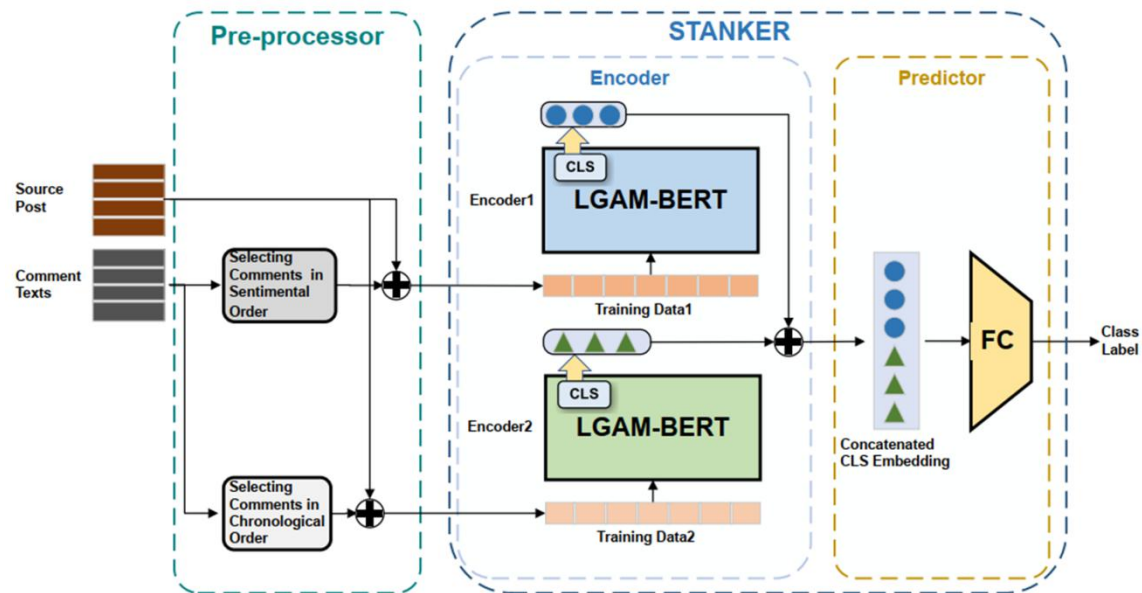 Pre-processor
STANKER
Encoder
Predictor
CLS
Encoder1
LGAM-BERT
Source
Post
Comment
Texts
Selecting
Comments in
Sentimental
Order
Training Data1
CLS
Encoder2
LGAM-BERT
FC
Class
Label
Concatenated
CLS Embedding
Selecting
Comments in
Chronological
Order
Training Data2